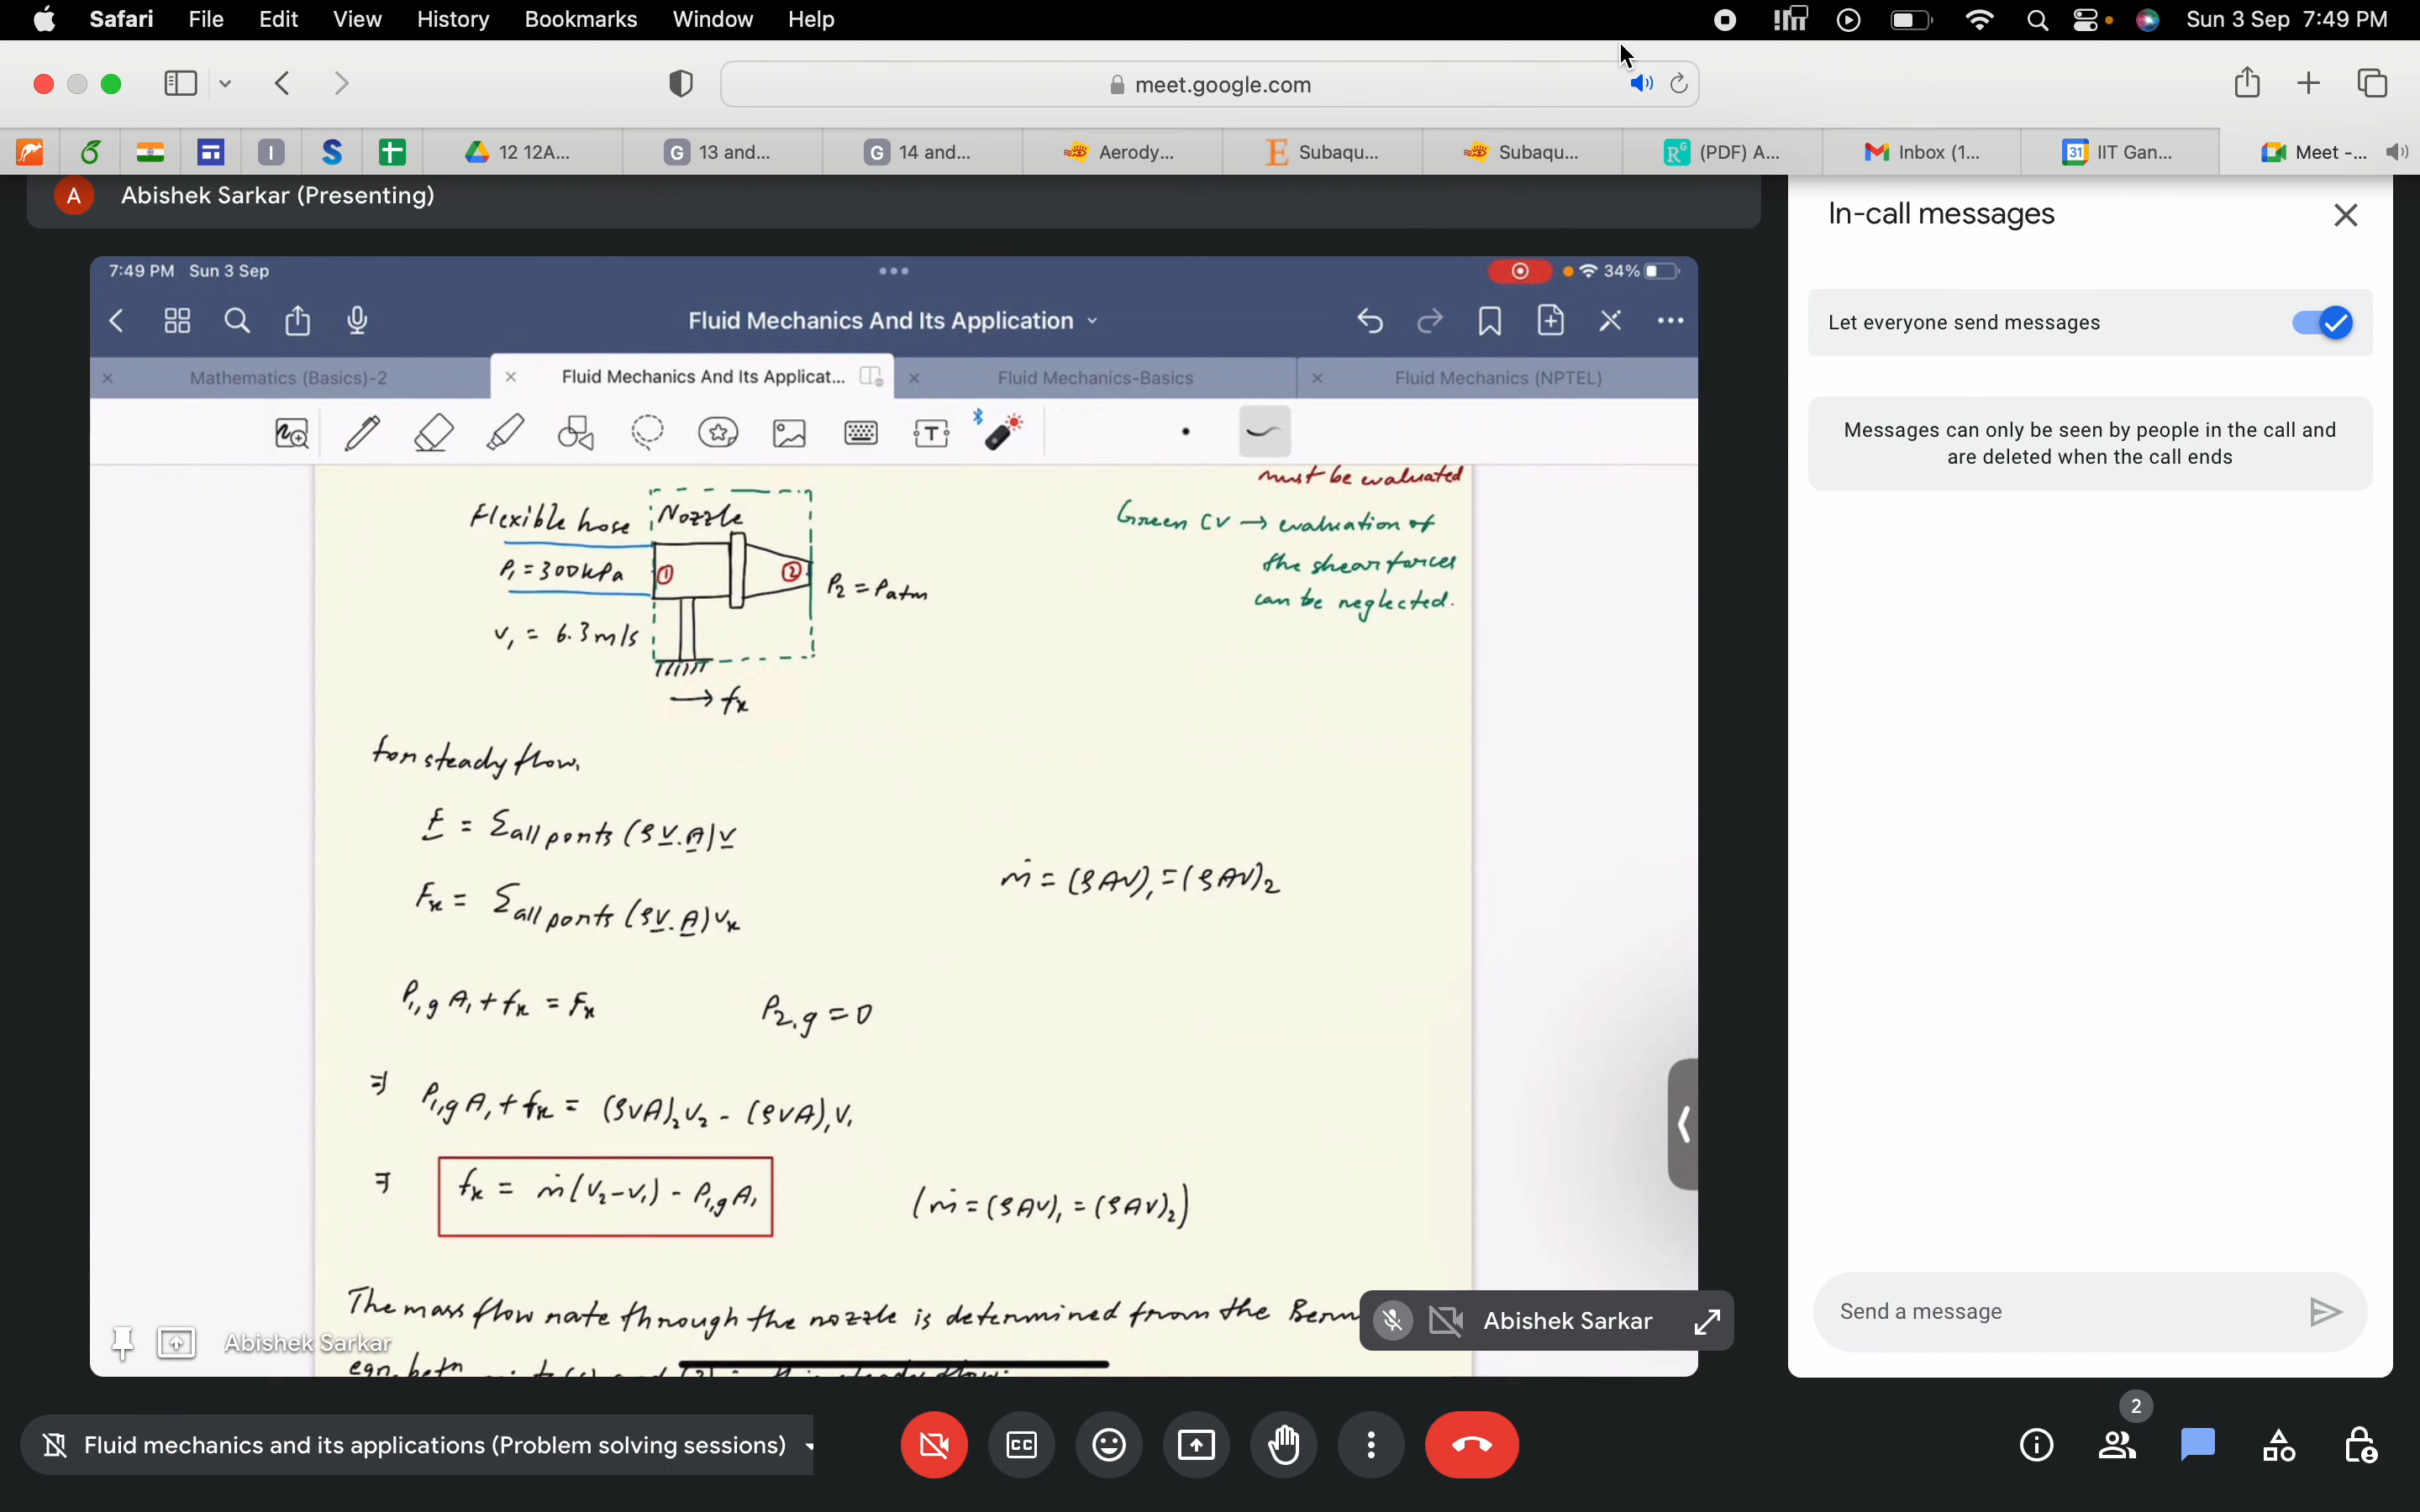 Safari File Edit View History Bookmarks Window Help Sun 3 Sep 7:49 PM
meet.google.com
12 12A... 13 and... 14 and... Aerody... Subaqu... Subaqu... (PDF) A... Inbox (1... IIT Gan... Meet -...
A Abishek Sarkar (Presenting)
7:49 PM Sun 3 Sep 34%
Fluid Mechanics And Its Application
Mathematics (Basics)-2 Fluid Mechanics And Its Applicat... Fluid Mechanics-Basics Fluid Mechanics (NPTEL)
must be evaluated
Green CV → evaluation of
the shear forces
can be neglected.
Flexible hose Nozzle
P₁ = 300 kPa ① ② P₂ = Patm
V₁ = 6.3 m/s
→ fx
for steady flow,
F = Σall ports (ρV.A)V
Fx = Σall ports (ρV.A)Vx
ṁ = (ρAV)₁ = (ρAV)₂
P₁,g A₁ + fx = Fx P₂,g = 0
⇒ P₁,g A₁ + fx = (ρVA)₂V₂ - (ρVA)₁V₁
⇒ fx = ṁ(V₂-V₁) - P₁,g A₁ (ṁ = (ρAV)₁ = (ρAV)₂)
The mass flow rate through the nozzle is determined from the
Abishek Sarkar
Abishek Sarkar
In-call messages
Let everyone send messages
Messages can only be seen by people in the call and
are deleted when the call ends
Send a message
Fluid mechanics and its applications (Problem solving sessions)
2